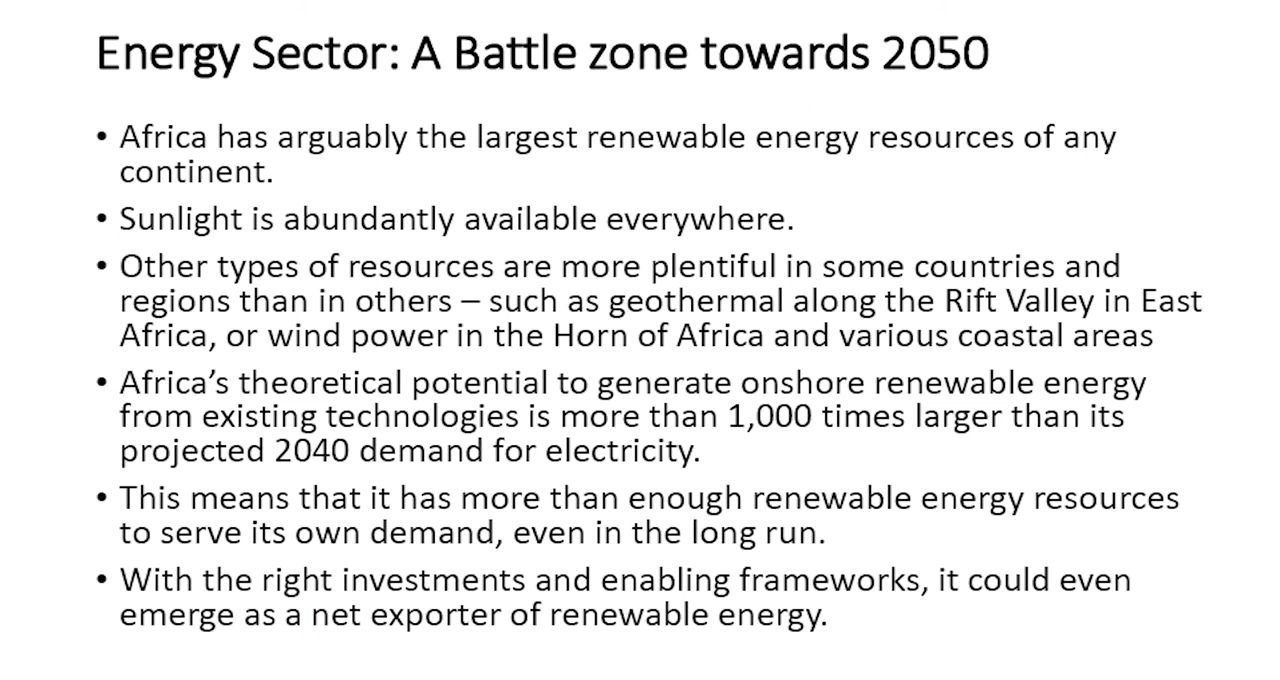 Energy Sector: A Battle zone towards 2050
• Africa has arguably the largest renewable energy resources of any
continent.
• Sunlight is abundantly available everywhere.
• Other types of resources are more plentiful in some countries and
regions than in others – such as geothermal along the Rift Valley in East
Africa, or wind power in the Horn of Africa and various coastal areas
• Africa’s theoretical potential to generate onshore renewable energy
from existing technologies is more than 1,000 times larger than its
projected 2040 demand for electricity.
• This means that it has more than enough renewable energy resources
to serve its own demand, even in the long run.
• With the right investments and enabling frameworks, it could even
emerge as a net exporter of renewable energy.